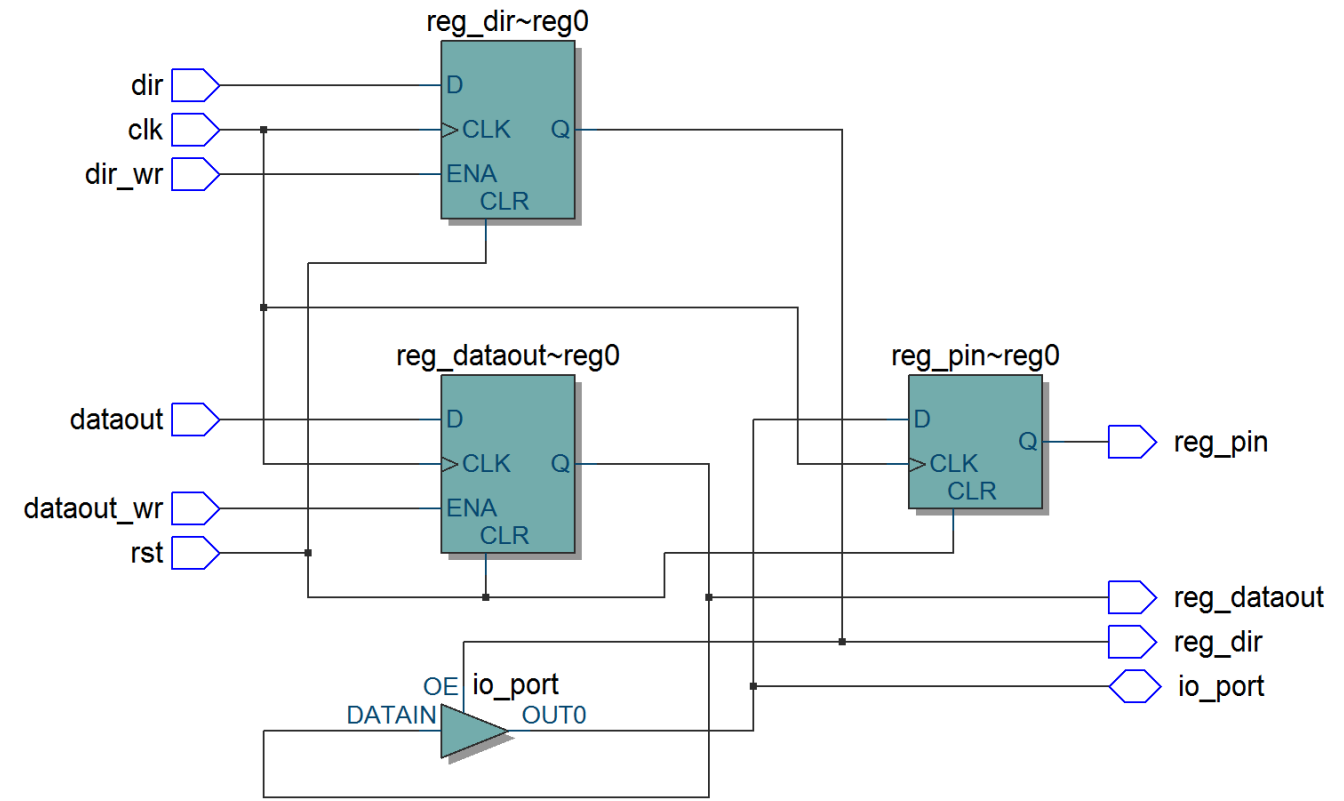 reg_dir~reg0
dir
D
clk
CLK
Q
dir_wr
ENA
CLR
reg_dataout~reg0
reg_pin~reg0
dataout
D
D
Q
reg_pin
CLK
Q
CLK
CLR
dataout_wr
ENA
CLR
rst
reg_dataout
reg_dir
OE
io_port
io_port
DATAIN
OUT0